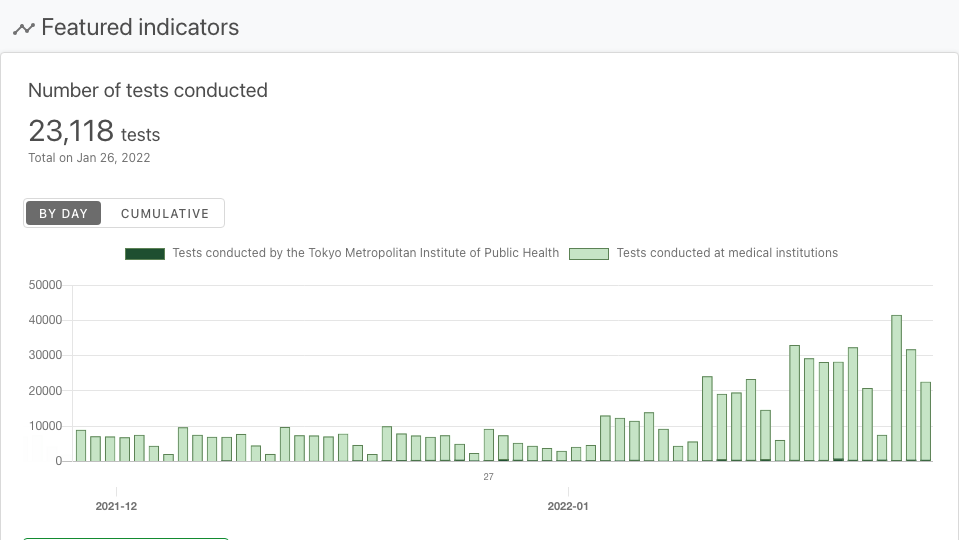 Featured indicators
Number of tests conducted
23,118 tests
Total on Jan 26, 2022
BY DAY CUMULATIVE
Tests conducted by the Tokyo Metropolitan Institute of Public Health Tests conducted at medical institutions
50000
40000
30000
20000
10000
0
27
2021-12 2022-01